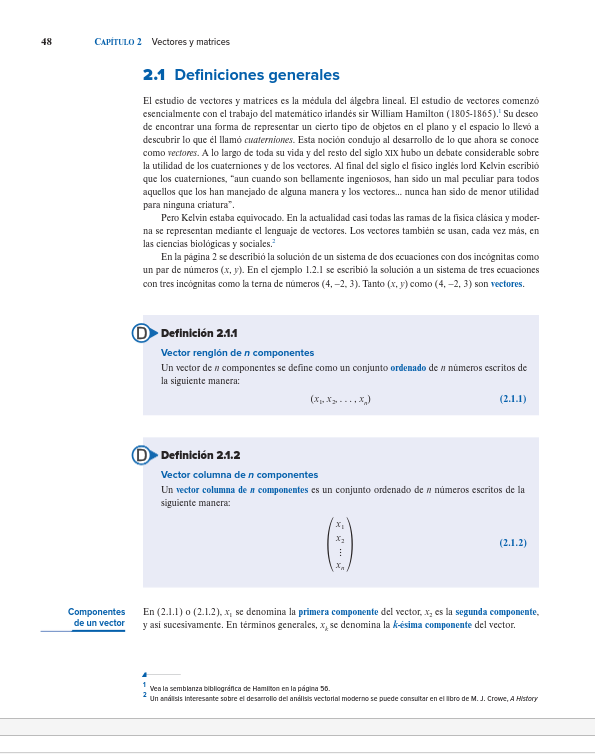 48 CAPÍTULO 2 Vectores y matrices
2.1 Definiciones generales
El estudio de vectores y matrices es la médula del álgebra lineal. El estudio de vectores comenzó
esencialmente con el trabajo del matemático irlandés sir William Hamilton (1805-1865).¹ Su deseo
de encontrar una forma de representar un cierto tipo de objetos en el plano y el espacio lo llevó a
descubrir lo que él llamó cuaterniones. Esta noción condujo al desarrollo de lo que ahora se conoce
como vectores. A lo largo de toda su vida y del resto del siglo XIX hubo un debate considerable sobre
la utilidad de los cuaterniones y de los vectores. Al final del siglo el físico inglés lord Kelvin escribió
que los cuaterniones, “aun cuando son bellamente ingeniosos, han sido un mal peculiar para todos
aquellos que los han manejado de alguna manera y los vectores... nunca han sido de menor utilidad
para ninguna criatura”.
Pero Kelvin estaba equivocado. En la actualidad casi todas las ramas de la física clásica y moder-
na se representan mediante el lenguaje de vectores. Los vectores también se usan, cada vez más, en
las ciencias biológicas y sociales.²
En la página 2 se describió la solución de un sistema de dos ecuaciones con dos incógnitas como
un par de números (x, y). En el ejemplo 1.2.1 se escribió la solución a un sistema de tres ecuaciones
con tres incógnitas como la terna de números (4, –2, 3). Tanto (x, y) como (4, –2, 3) son vectores.
D Definición 2.1.1
Vector renglón de n componentes
Un vector de n componentes se define como un conjunto ordenado de n números escritos de
la siguiente manera:
(x₁, x₂, . . . , xₙ) (2.1.1)
D Definición 2.1.2
Vector columna de n componentes
Un vector columna de n componentes es un conjunto ordenado de n números escritos de la
siguiente manera:
x₁
x₂
⋮
xₙ
(2.1.2)
Componentes
de un vector
En (2.1.1) o (2.1.2), x₁ se denomina la primera componente del vector, x₂ es la segunda componente,
y así sucesivamente. En términos generales, xₖ se denomina la k-ésima componente del vector.
1 Vea la semblanza bibliográfica de Hamilton en la página 56.
2 Un análisis interesante sobre el desarrollo del análisis vectorial moderno se puede consultar en el libro de M. J. Crowe, A History